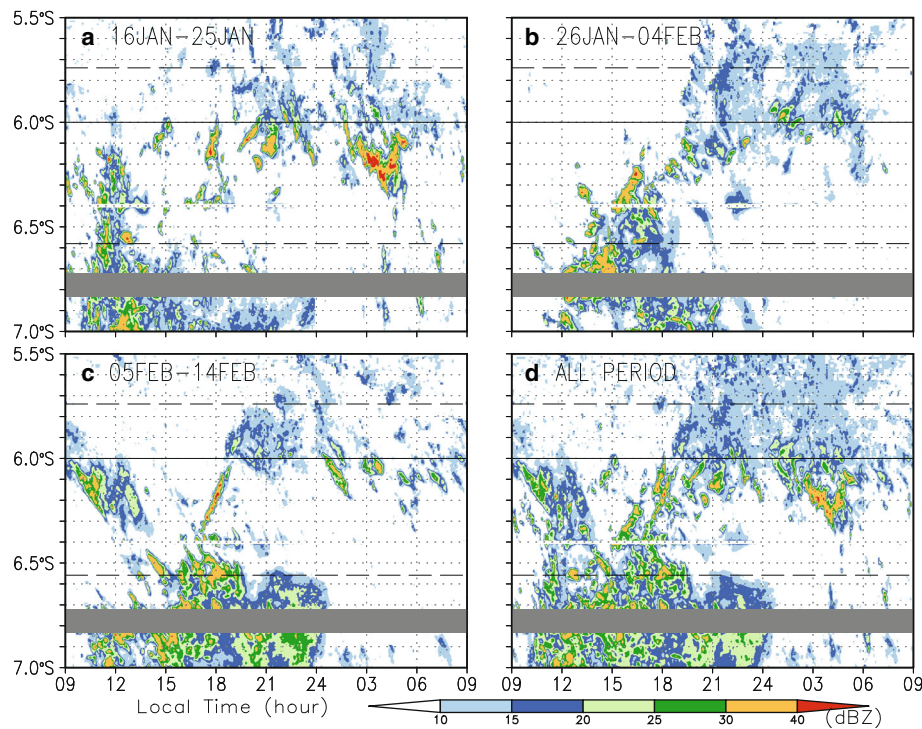 a 16JAN-25JAN
b 26JAN-04FEB
5.5°S
6.0°S
6.5°S
7.0°S
c 05FEB-14FEB
d ALL PERIOD
5.5°S
6.0°S
6.5°S
7.0°S
09 12 15 18 21 24 03 06 09
09 12 15 18 21 24 03 06 09
Local Time (hour)
10 15 20 25 30 40 (dBZ)